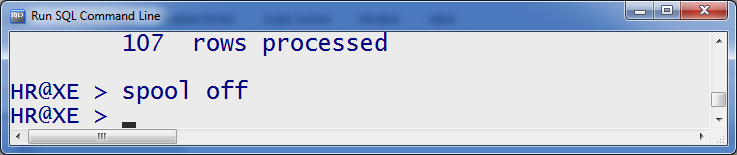 Run SQL Command Line
107  rows processed
HR@XE > spool off
HR@XE >